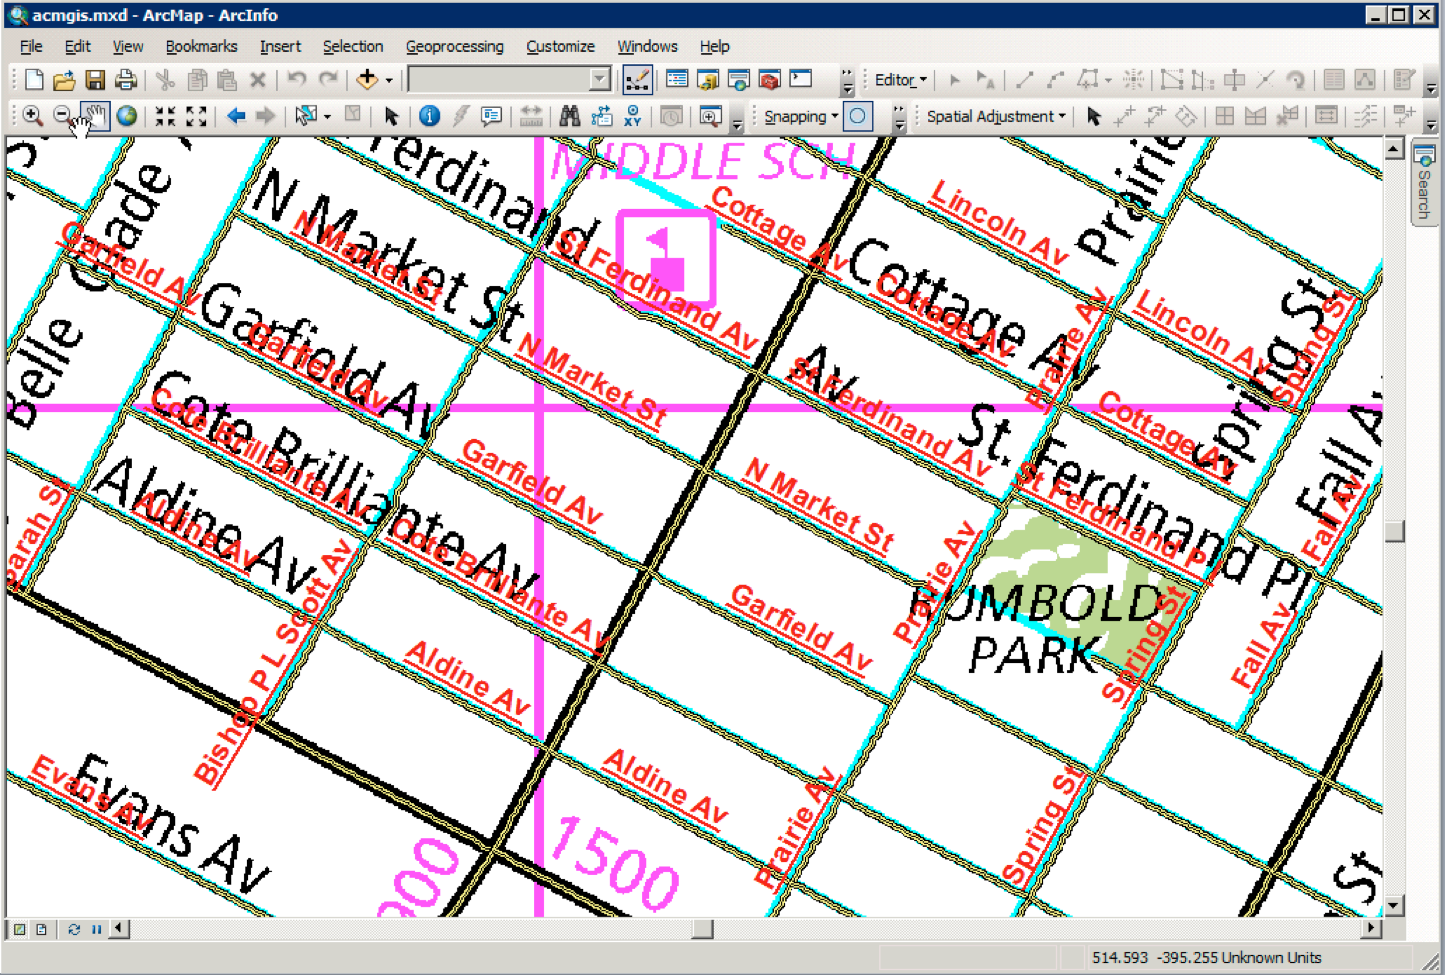 acmgis.mxd - ArcMap - ArcInfo
File Edit View Bookmarks Insert Selection Geoprocessing Customize Windows Help
Editor
Snapping
Spatial Adjustment
Search
MIDDLE SCH
Ferdinand
Cottage Av
Lincoln Av
Prairie
N Market St
N Market St
St Ferdinand Av
Cottage Av
Cottage Av
Garfield Av
Garfield Av
Garfield Av
N Market St
Prairie Av
Lincoln Av
Spring St
Spring St
Belle
Cote Brilliante Av
Cote Brilliante Av
Av
St Ferdinand Av
St. Ferdinand Pl
St Ferdinand Pl
Cottage Av
Fall Av
Fall Av
Aldine Av
Aldine Av
Sarah St
Garfield Av
Cote Brilliante Av
N Market St
Prairie Av
RUMBOLD
PARK
Spring St
Fall Av
Bishop P L Scott Av
Aldine Av
Garfield Av
Evans Av
Evans Av
Aldine Av
Prairie Av
Spring St
1500
St
514.593 -395.255 Unknown Units